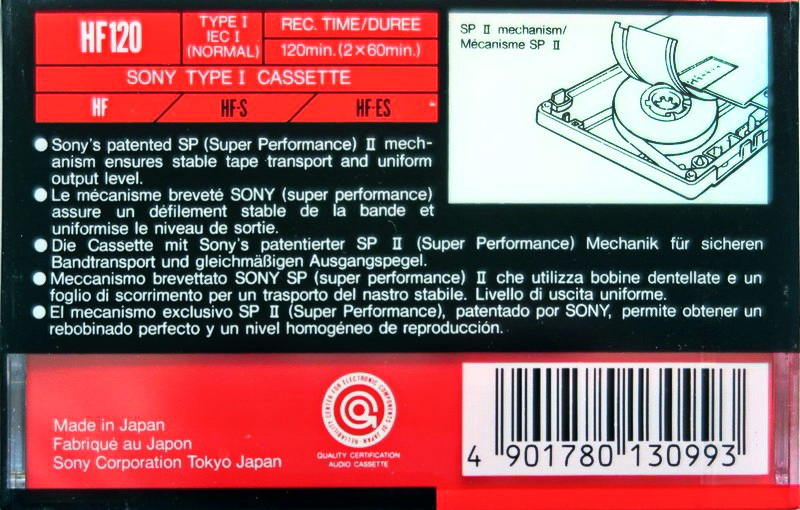 HF120
TYPE I
IEC I
(NORMAL)
REC. TIME/DUREE
120min. (2×60min.)
SONY TYPE I CASSETTE
HF
HF-S
HF-ES
SP II mechanism/
Mécanisme SP II
●Sony's patented SP (Super Performance) II mech-
anism ensures stable tape transport and uniform
output level.
●Le mécanisme breveté SONY (super performance)
assure un défilement stable de la bande et
uniformise le niveau de sortie.
●Die Cassette mit Sony's patentierter SP II (Super Performance) Mechanik für sicheren
Bandtransport und gleichmäßigen Ausgangspegel.
●Meccanismo brevettato SONY SP (super performance) II che utilizza bobine dentellate e un
foglio di scorrimento per un trasporto del nastro stabile. Livello di uscita uniforme.
●El mecanismo exclusivo SP II (Super Performance), patentado por SONY, permite obtener un
rebobinado perfecto y un nivel homogéneo de reproducción.
Made in Japan
Fabriqué au Japon
Sony Corporation Tokyo Japan
RELIABILITY CENTER FOR ELECTRONIC COMPONENTS OF JAPAN
QUALITY CERTIFICATION
AUDIO CASSETTE
4 901780 130993